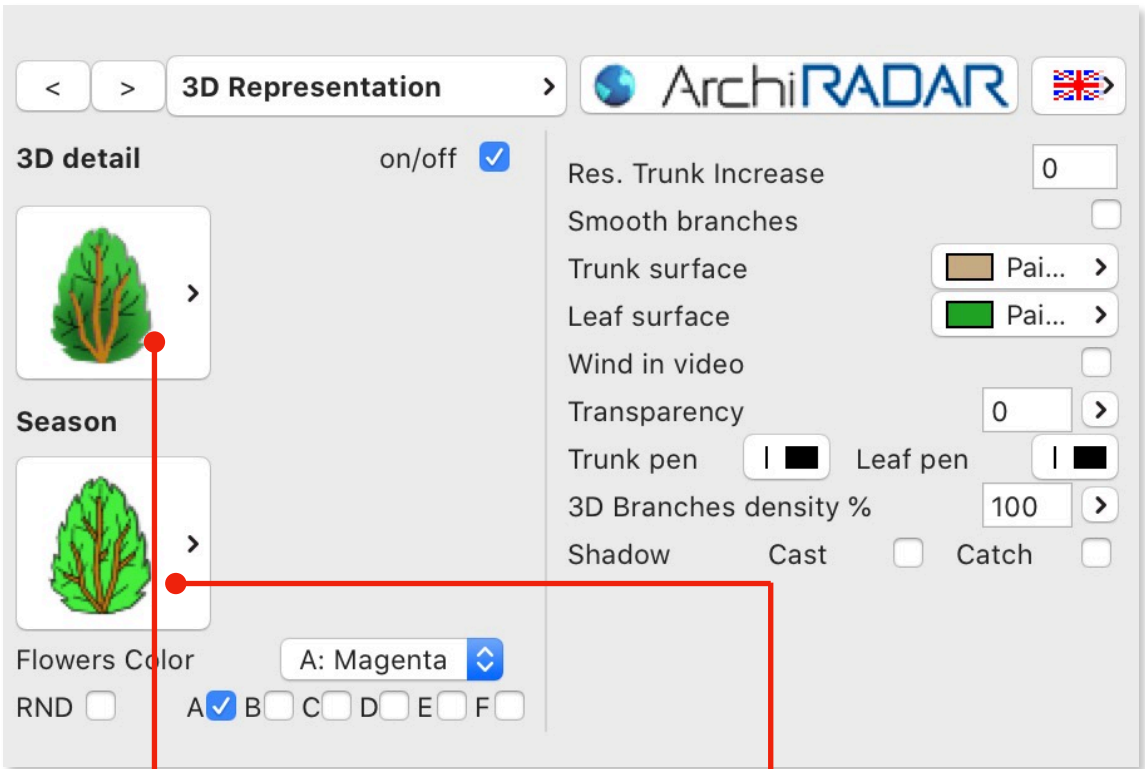 < > 3D Representation > ArchiRADAR >
3D detail on/off
>
Season
>
Flowers Color A: Magenta
RND A B C D E F
Res. Trunk Increase 0
Smooth branches
Trunk surface Pai... >
Leaf surface Pai... >
Wind in video
Transparency 0 >
Trunk pen Leaf pen
3D Branches density % 100 >
Shadow Cast Catch